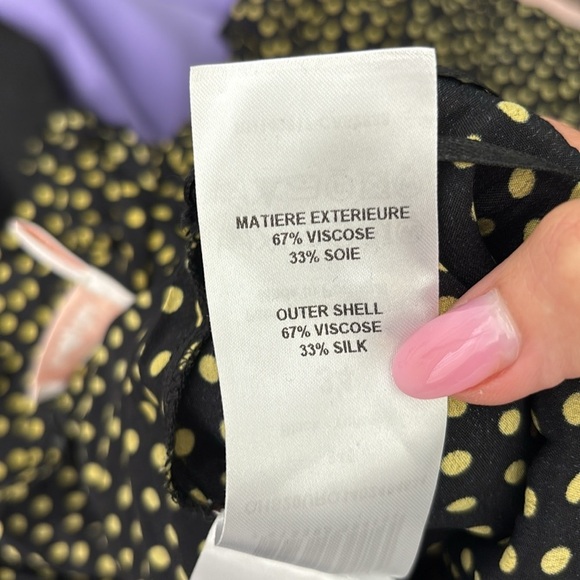 MATIERE EXTERIEURE
67% VISCOSE
33% SOIE
OUTER SHELL
67% VISCOSE
33% SILK